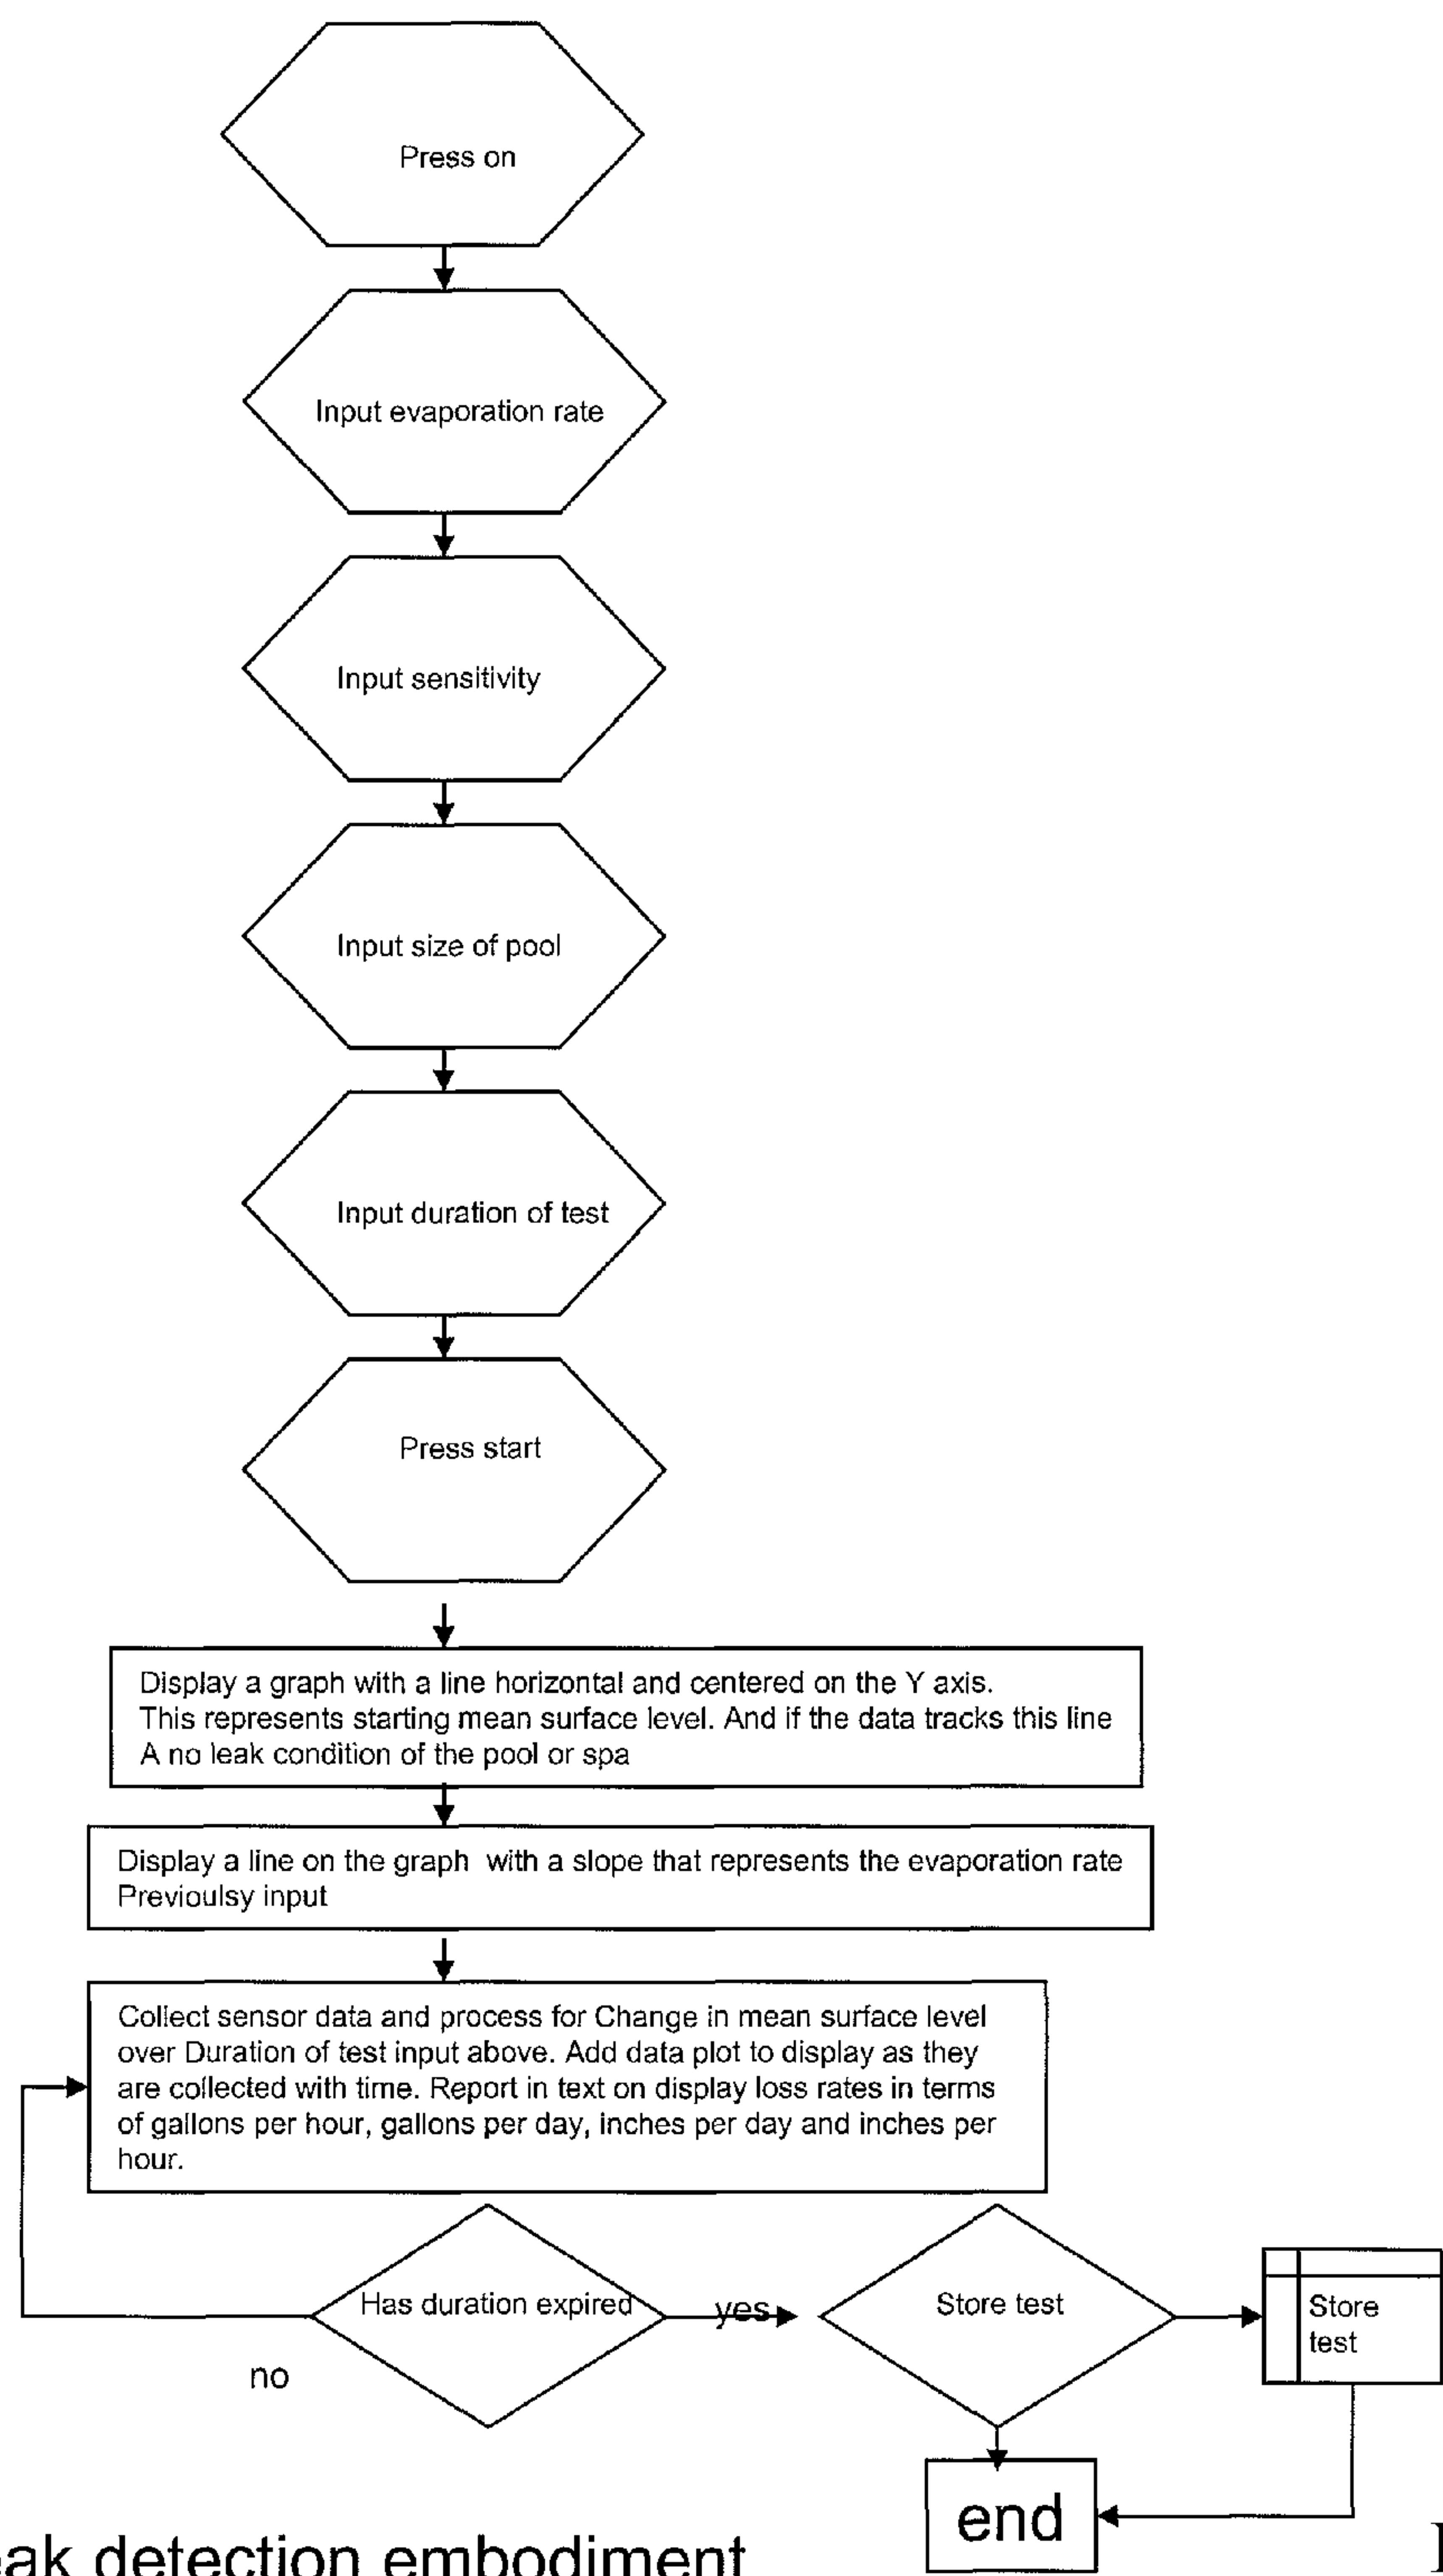 Press on
Input evaporation rate
Input sensitivity
Input size of pool
Input duration of test
Press start
Display a graph with a line horizontal and centered on the Y axis.
This represents starting mean surface level. And if the data tracks this line
A no leak condition of the pool or spa
Display a line on the graph with a slope that represents the evaporation rate
Previoulsy input
Collect sensor data and process for Change in mean surface level
over Duration of test input above. Add data plot to display as they
are collected with time. Report in text on display loss rates in terms
of gallons per hour, gallons per day, inches per day and inches per
hour.
Has duration expired
yes
Store test
Store
test
no
end
detection embodiment